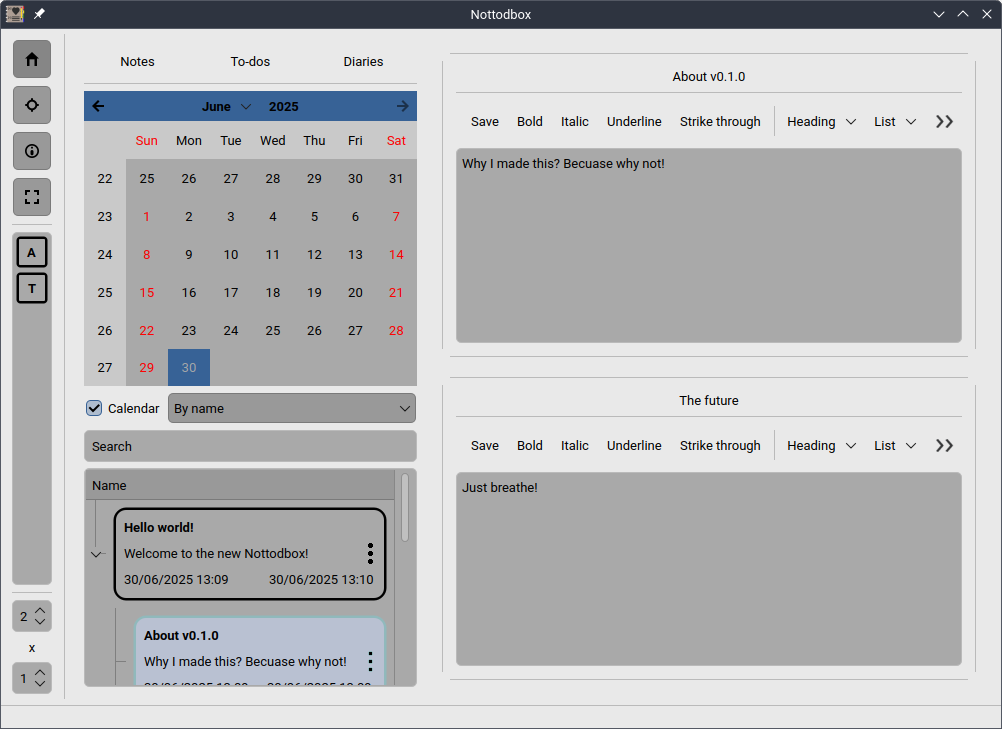 Nottodbox
Notes To-dos Diaries
June 2025
Sun Mon Tue Wed Thu Fri Sat
22 25 26 27 28 29 30 31
23 1 2 3 4 5 6 7
24 8 9 10 11 12 13 14
25 15 16 17 18 19 20 21
26 22 23 24 25 26 27 28
27 29 30
Calendar By name
Search
Name
Hello world!
Welcome to the new Nottodbox!
30/06/2025 13:09 30/06/2025 13:10
About v0.1.0
Why I made this? Becuase why not!
A
T
2
x
1
About v0.1.0
Save Bold Italic Underline Strike through Heading List
Why I made this? Becuase why not!
The future
Save Bold Italic Underline Strike through Heading List
Just breathe!